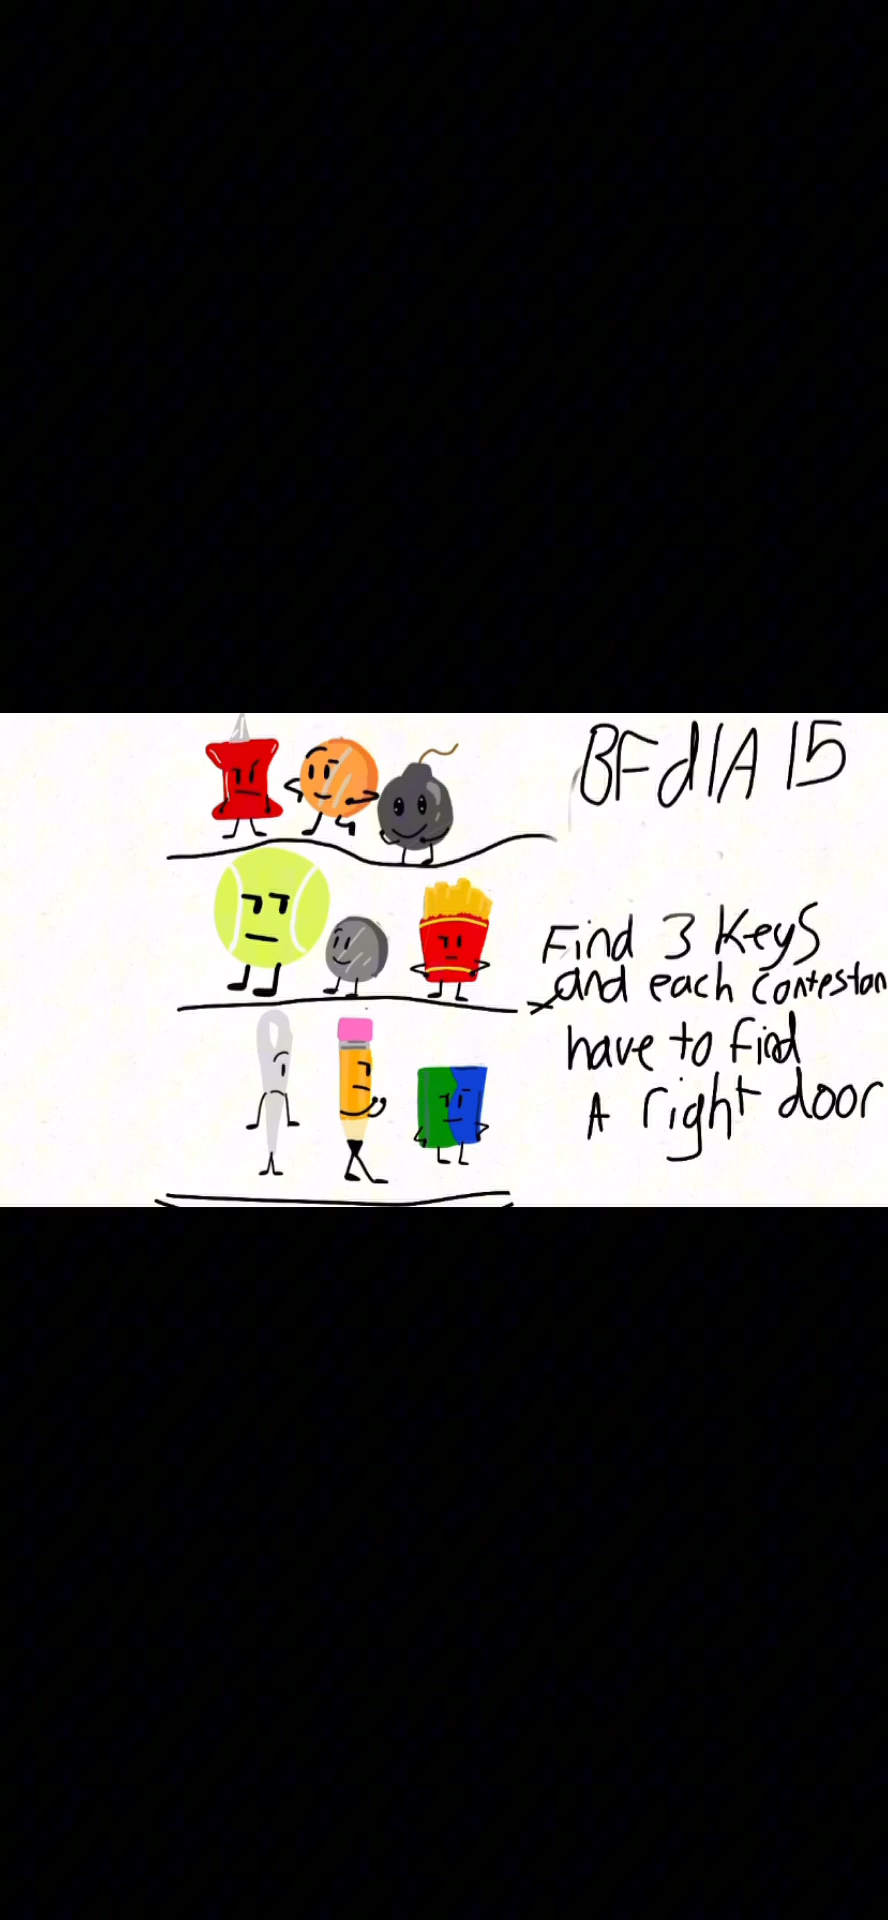 BFdIA 15
Find 3 Keys
and each contestan
have to find
A right door